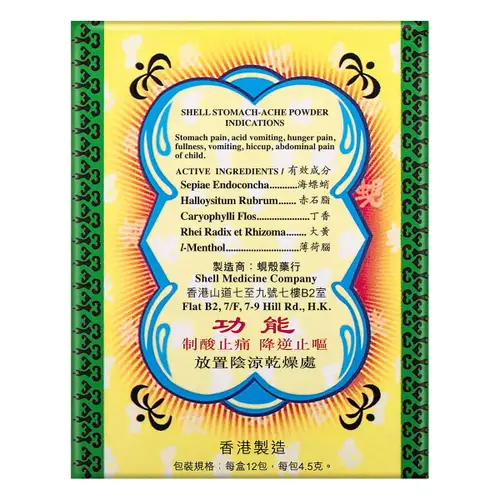 SHELL STOMACH-ACHE POWDER
INDICATIONS
Stomach pain, acid vomiting, hunger pain,
fullness, vomiting, hiccup, abdominal pain
of child.
ACTIVE INGREDIENTS / 有效成分
Sepiae Endoconcha...........海螵蛸
Halloysitum Rubrum......赤石脂
Caryophylli Flos...............丁香
Rhei Radix et Rhizoma...大黃
l-Menthol.........................薄荷腦
製造商：蜆殼藥行
Shell Medicine Company
香港山道七至九號七樓B2室
Flat B2, 7/F, 7-9 Hill Rd., H.K.
功能
制酸止痛 降逆止嘔
放置陰涼乾燥處
香港製造
包裝規格：每盒12包，每包4.5克。